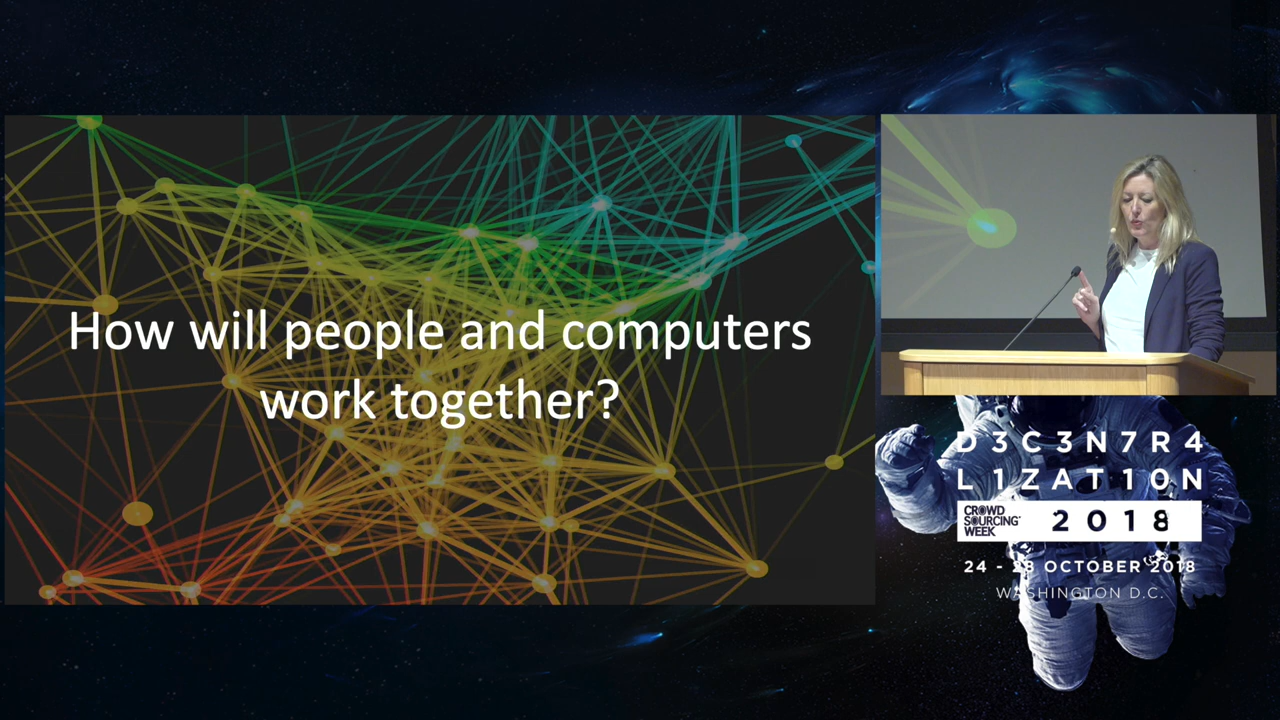 How will people and computers
work together?
D3C3N7R4
L1ZAT10N
CROWD
SOURCING
WEEK
2018
24 - 28 OCTOBER 2018
WASHINGTON D.C.